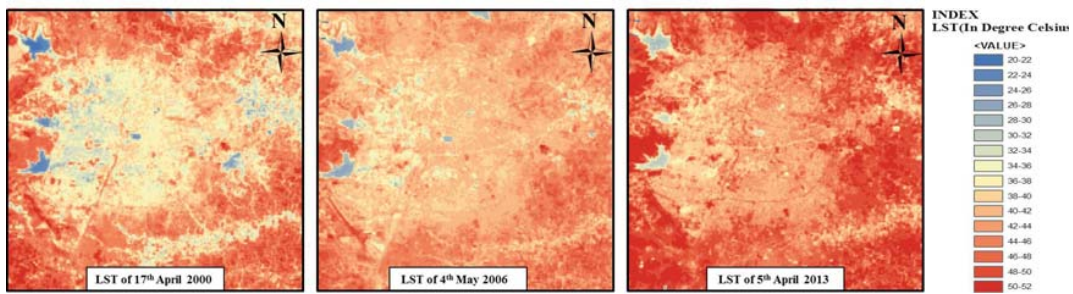 N
N
N
LST of 17th April 2000
LST of 4th May 2006
LST of 5th April 2013
INDEX
LST(In Degree Celsius
<VALUE>
20-22
22-24
24-26
26-28
28-30
30-32
32-34
34-36
36-38
38-40
40-42
42-44
44-46
46-48
48-50
50-52